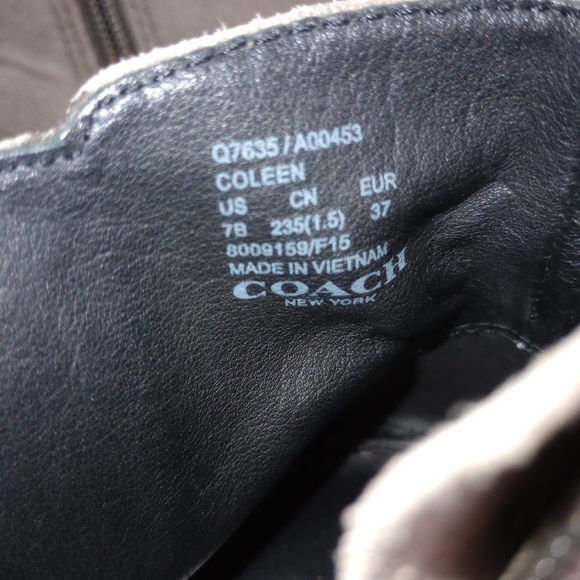 Q7635/A00453
COLEEN
US CN EUR
7B 235(1.5) 37
8009159/F15
MADE IN VIETNAM
COACH
NEW YORK